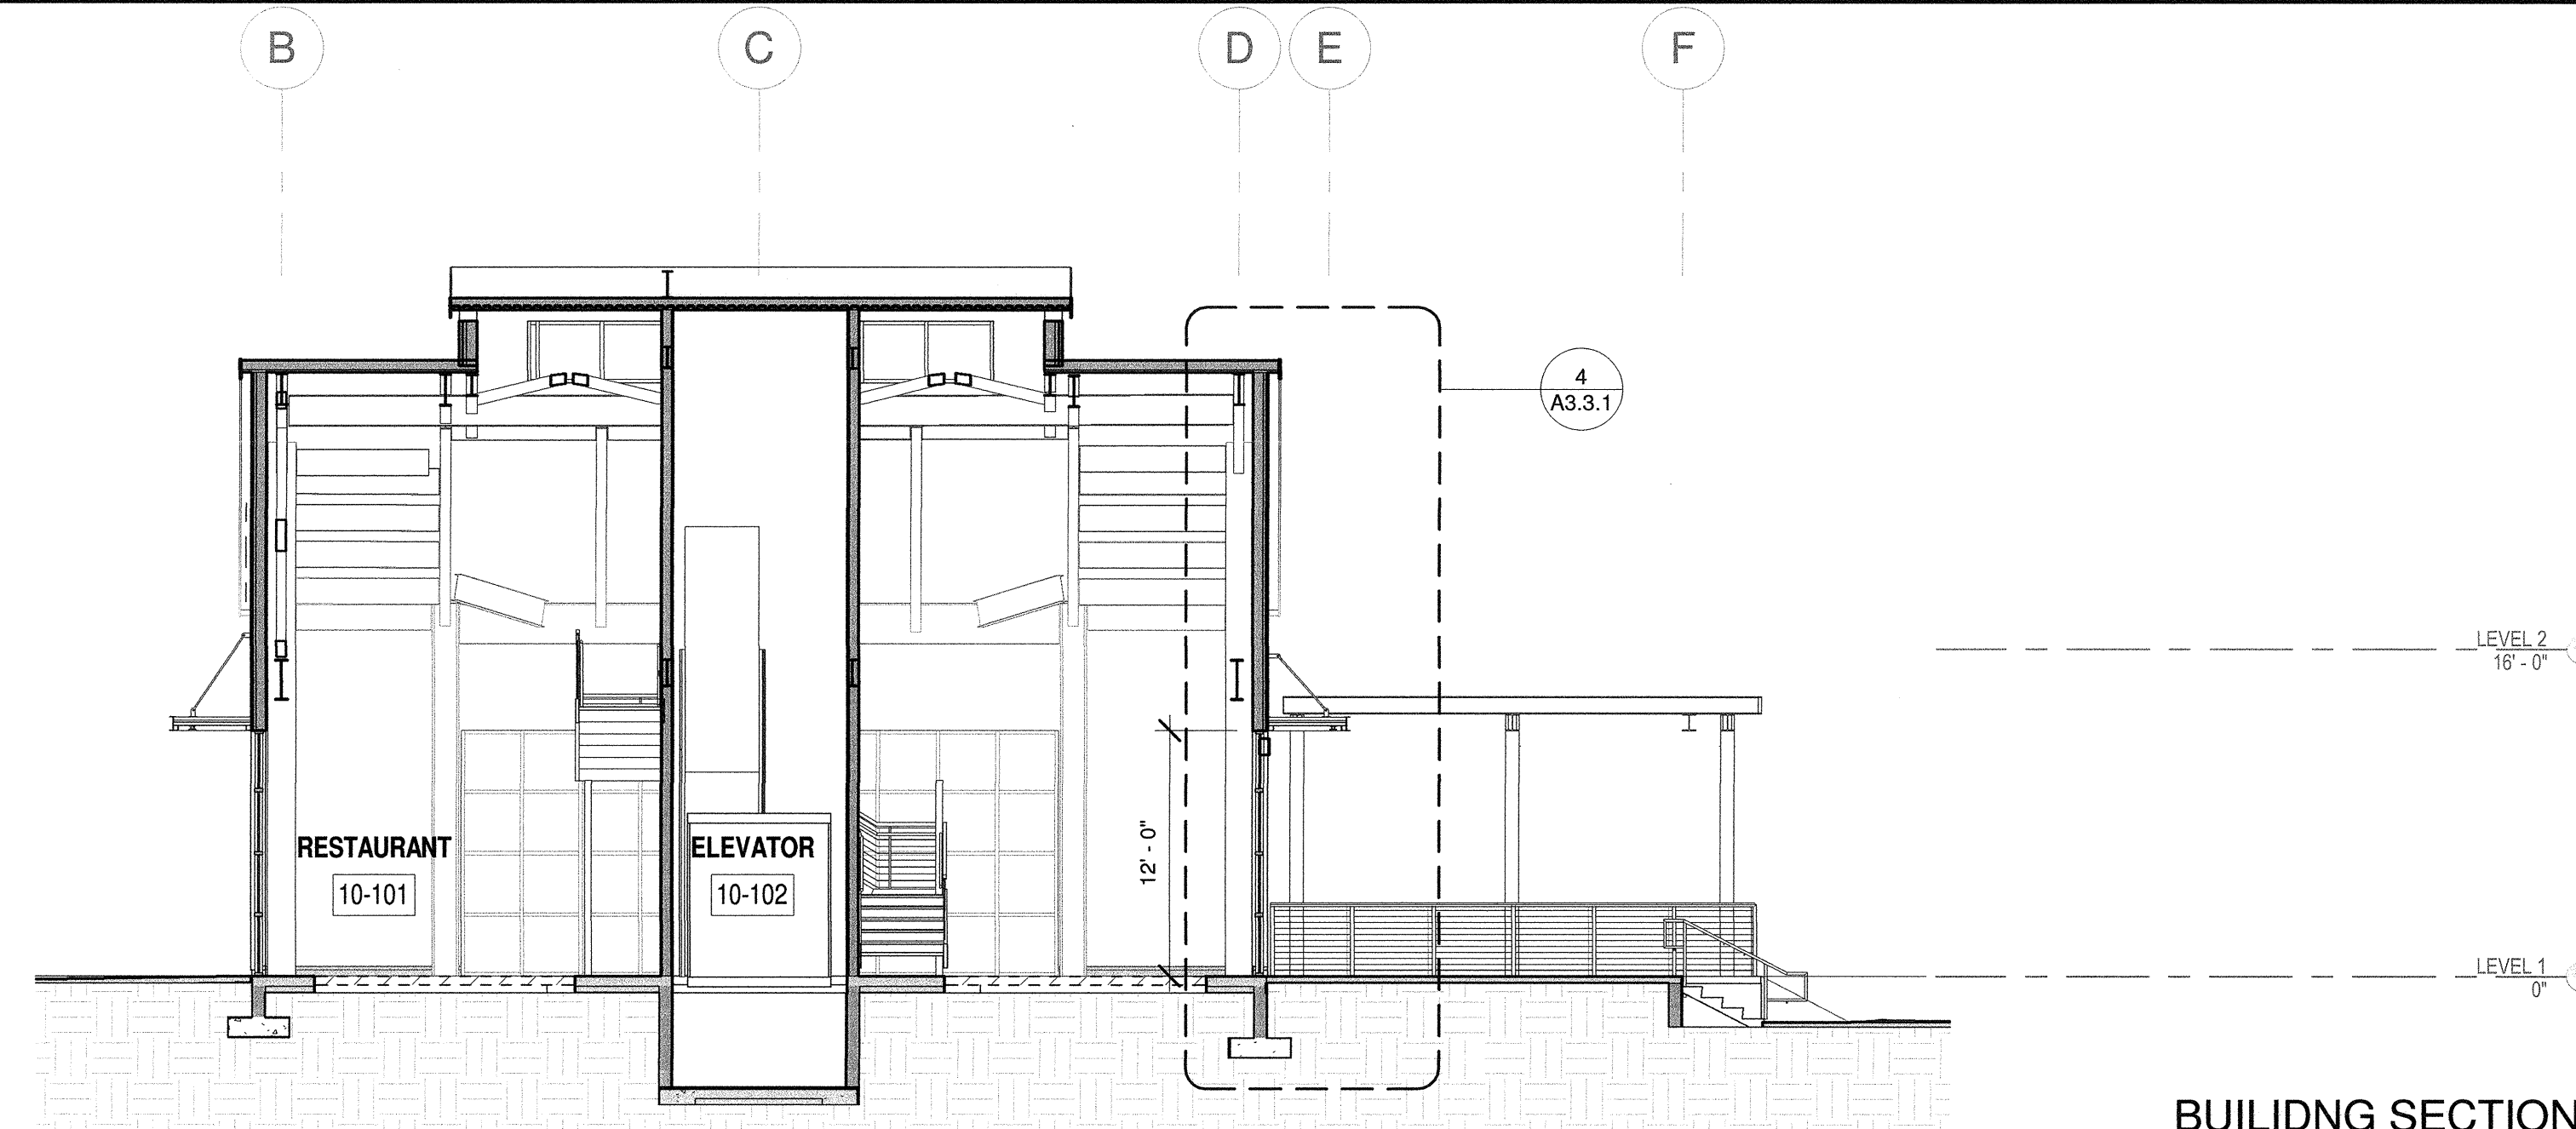 B
C
D
E
F
4
A3.3.1
LEVEL 2
16' - 0"
12' - 0"
RESTAURANT
10-101
ELEVATOR
10-102
LEVEL 1
0"
BUILIDNG SECTION